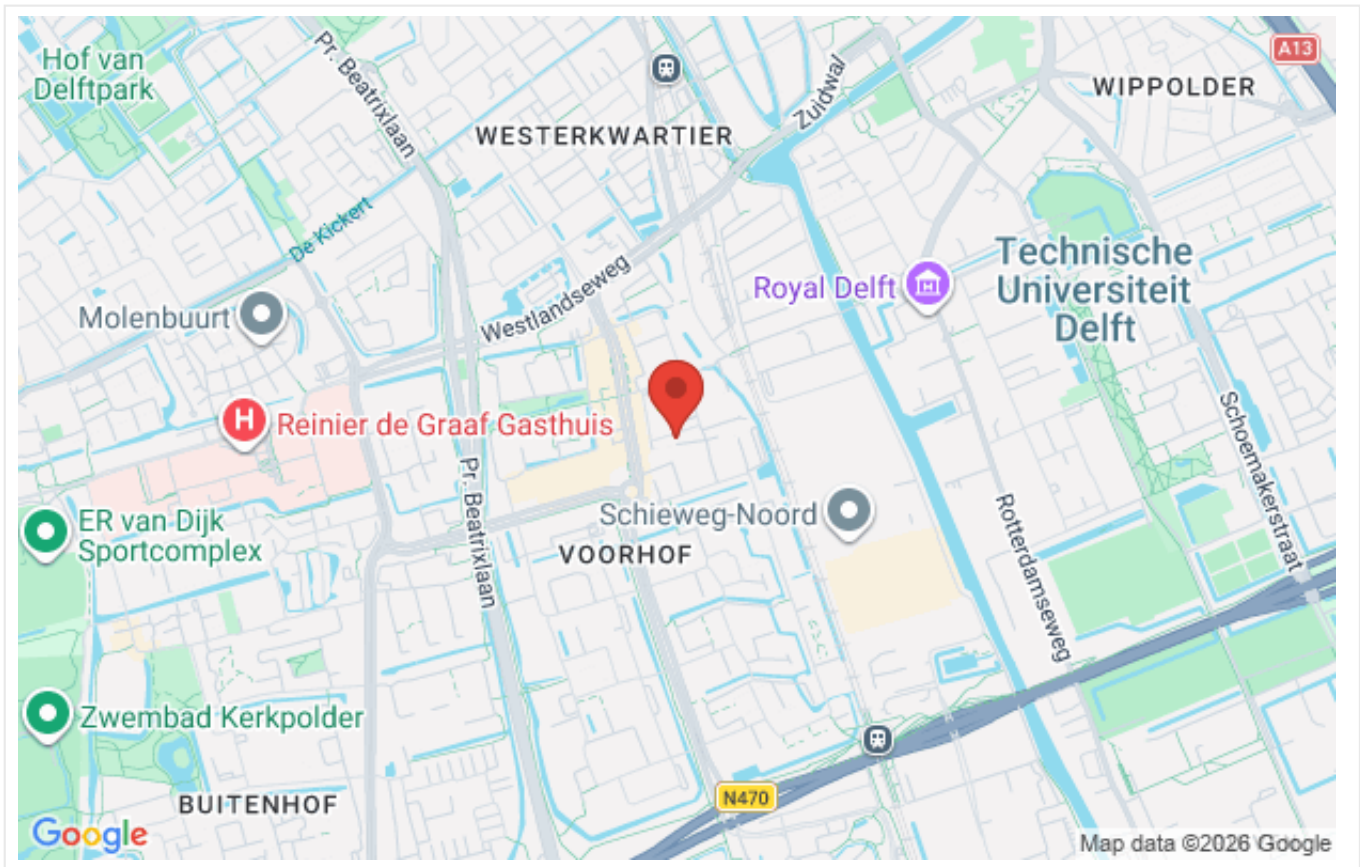 Hof van
Delftpark
Pr. Beatrixlaan
A13
WIPPOLDER
WESTERKWARTIER
Zuidwal
De Kickert
Westlandseweg
Technische
Universiteit
Delft
Royal Delft
Molenbuurt
H
Reinier de Graaf Gasthuis
Schoemakerstraat
Pr. Beatrixlaan
ER van Dijk
Sportcomplex
Schieweg-Noord
Rotterdamseweg
VOORHOF
Zwembad Kerkpolder
BUITENHOF
N470
Google
Map data ©2026 Google